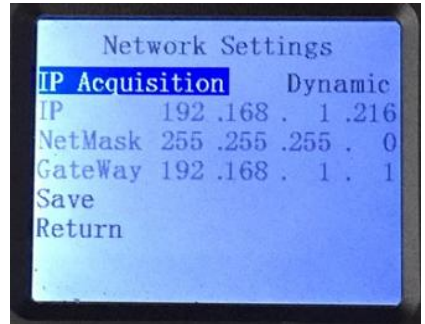 Network Settings
IP Acquisition Dynamic
IP 192 .168 . 1 .216
NetMask 255 .255 .255 . 0
GateWay 192 .168 . 1 . 1
Save
Return